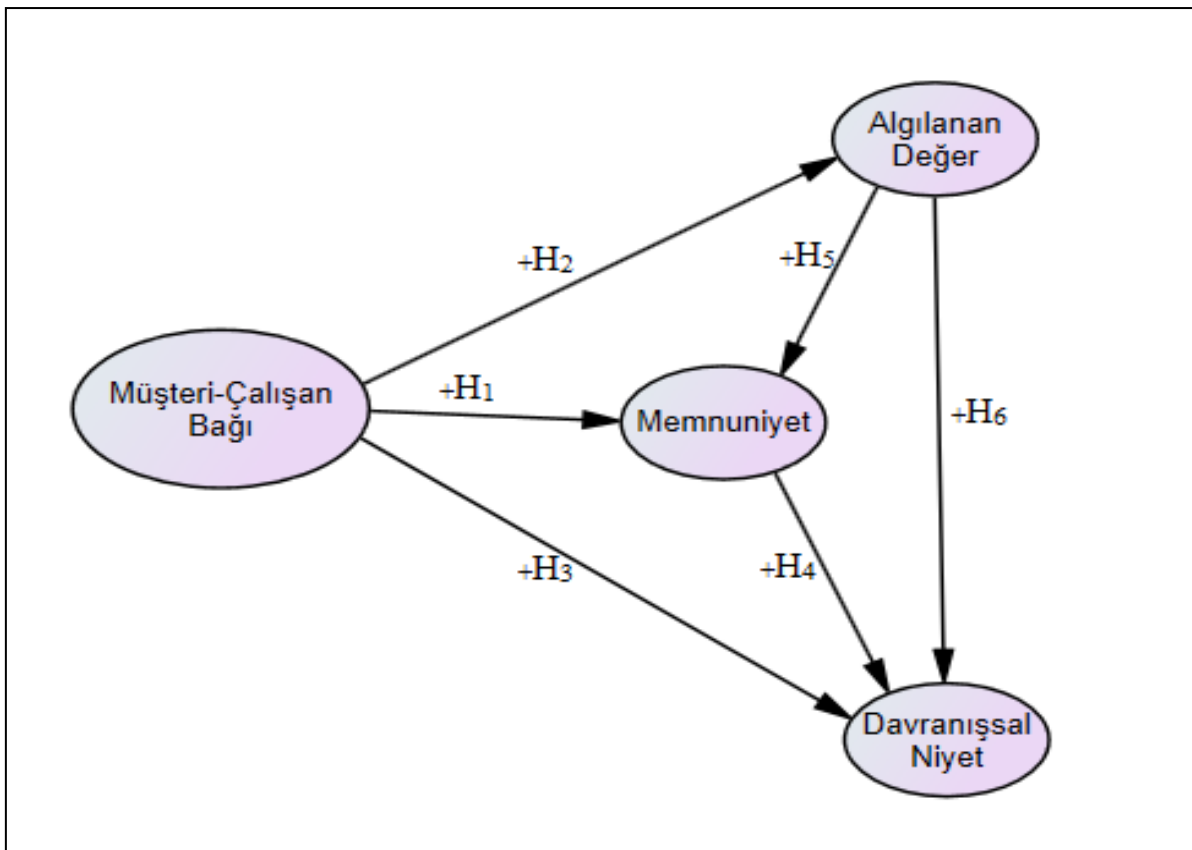 Algılanan
Değer
+H2
+H5
Müşteri-Çalışan
Bağı
+H1
Memnuniyet
+H6
+H3
+H4
Davranışsal
Niyet